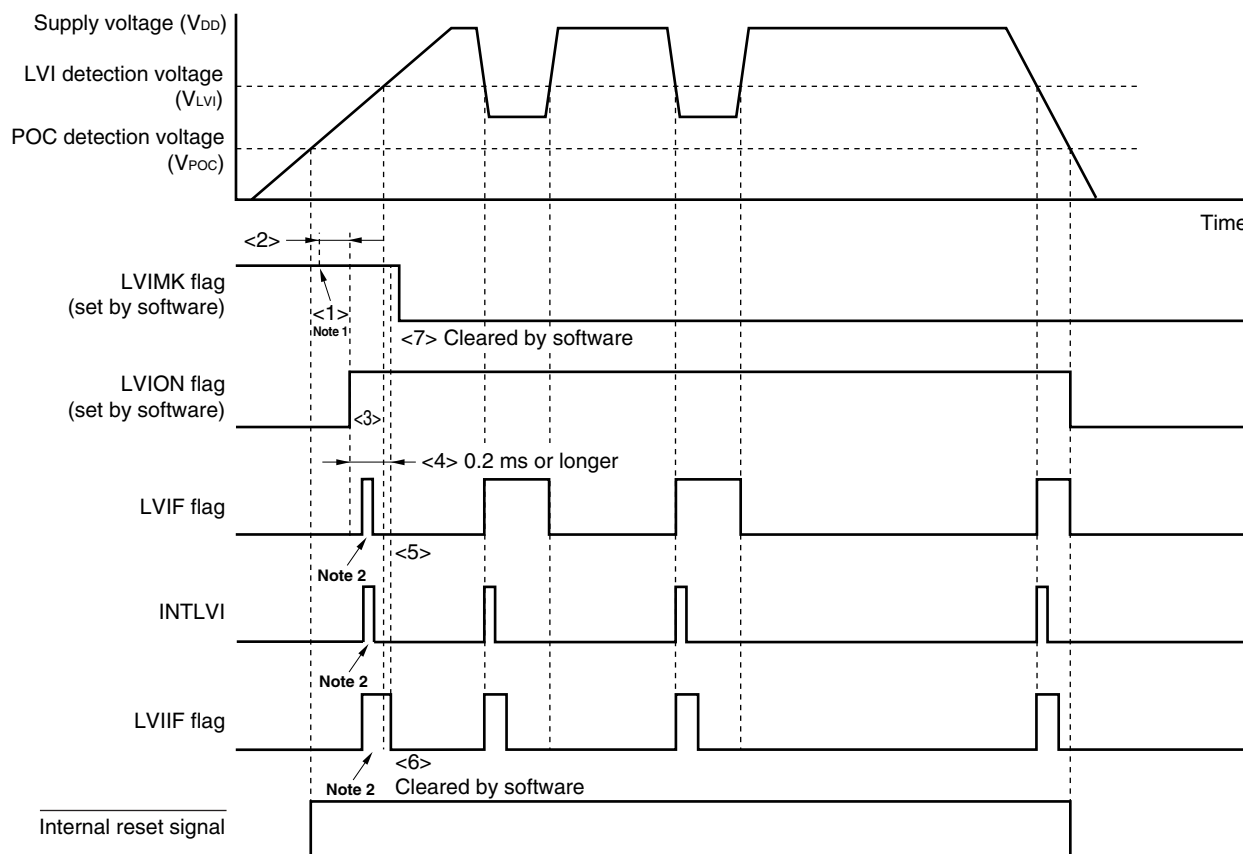 Supply voltage (VDD)
LVI detection voltage
(VLVI)
POC detection voltage
(VPOC)
Time
<2>
LVIMK flag
(set by software)
<1>
Note 1
<7> Cleared by software
LVION flag
(set by software)
<3>
<4> 0.2 ms or longer
LVIF flag
<5>
Note 2
INTLVI
Note 2
LVIIF flag
<6>
Note 2
Cleared by software
Internal reset signal